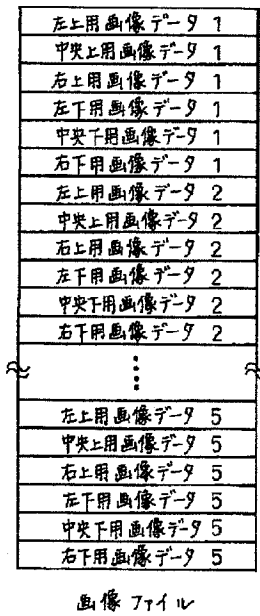 左上用画像データ 1
中央上用画像データ 1
右上用画像データ 1
左下用画像データ 1
中央下用画像データ 1
右下用画像データ 1
左上用画像データ 2
中央上用画像データ 2
右上用画像データ 2
左下用画像データ 2
中央下用画像データ 2
右下用画像データ 2
左上用画像データ 5
中央上用画像データ 5
右上用画像データ 5
左下用画像データ 5
中央下用画像データ 5
右下用画像データ 5
画像ファイル